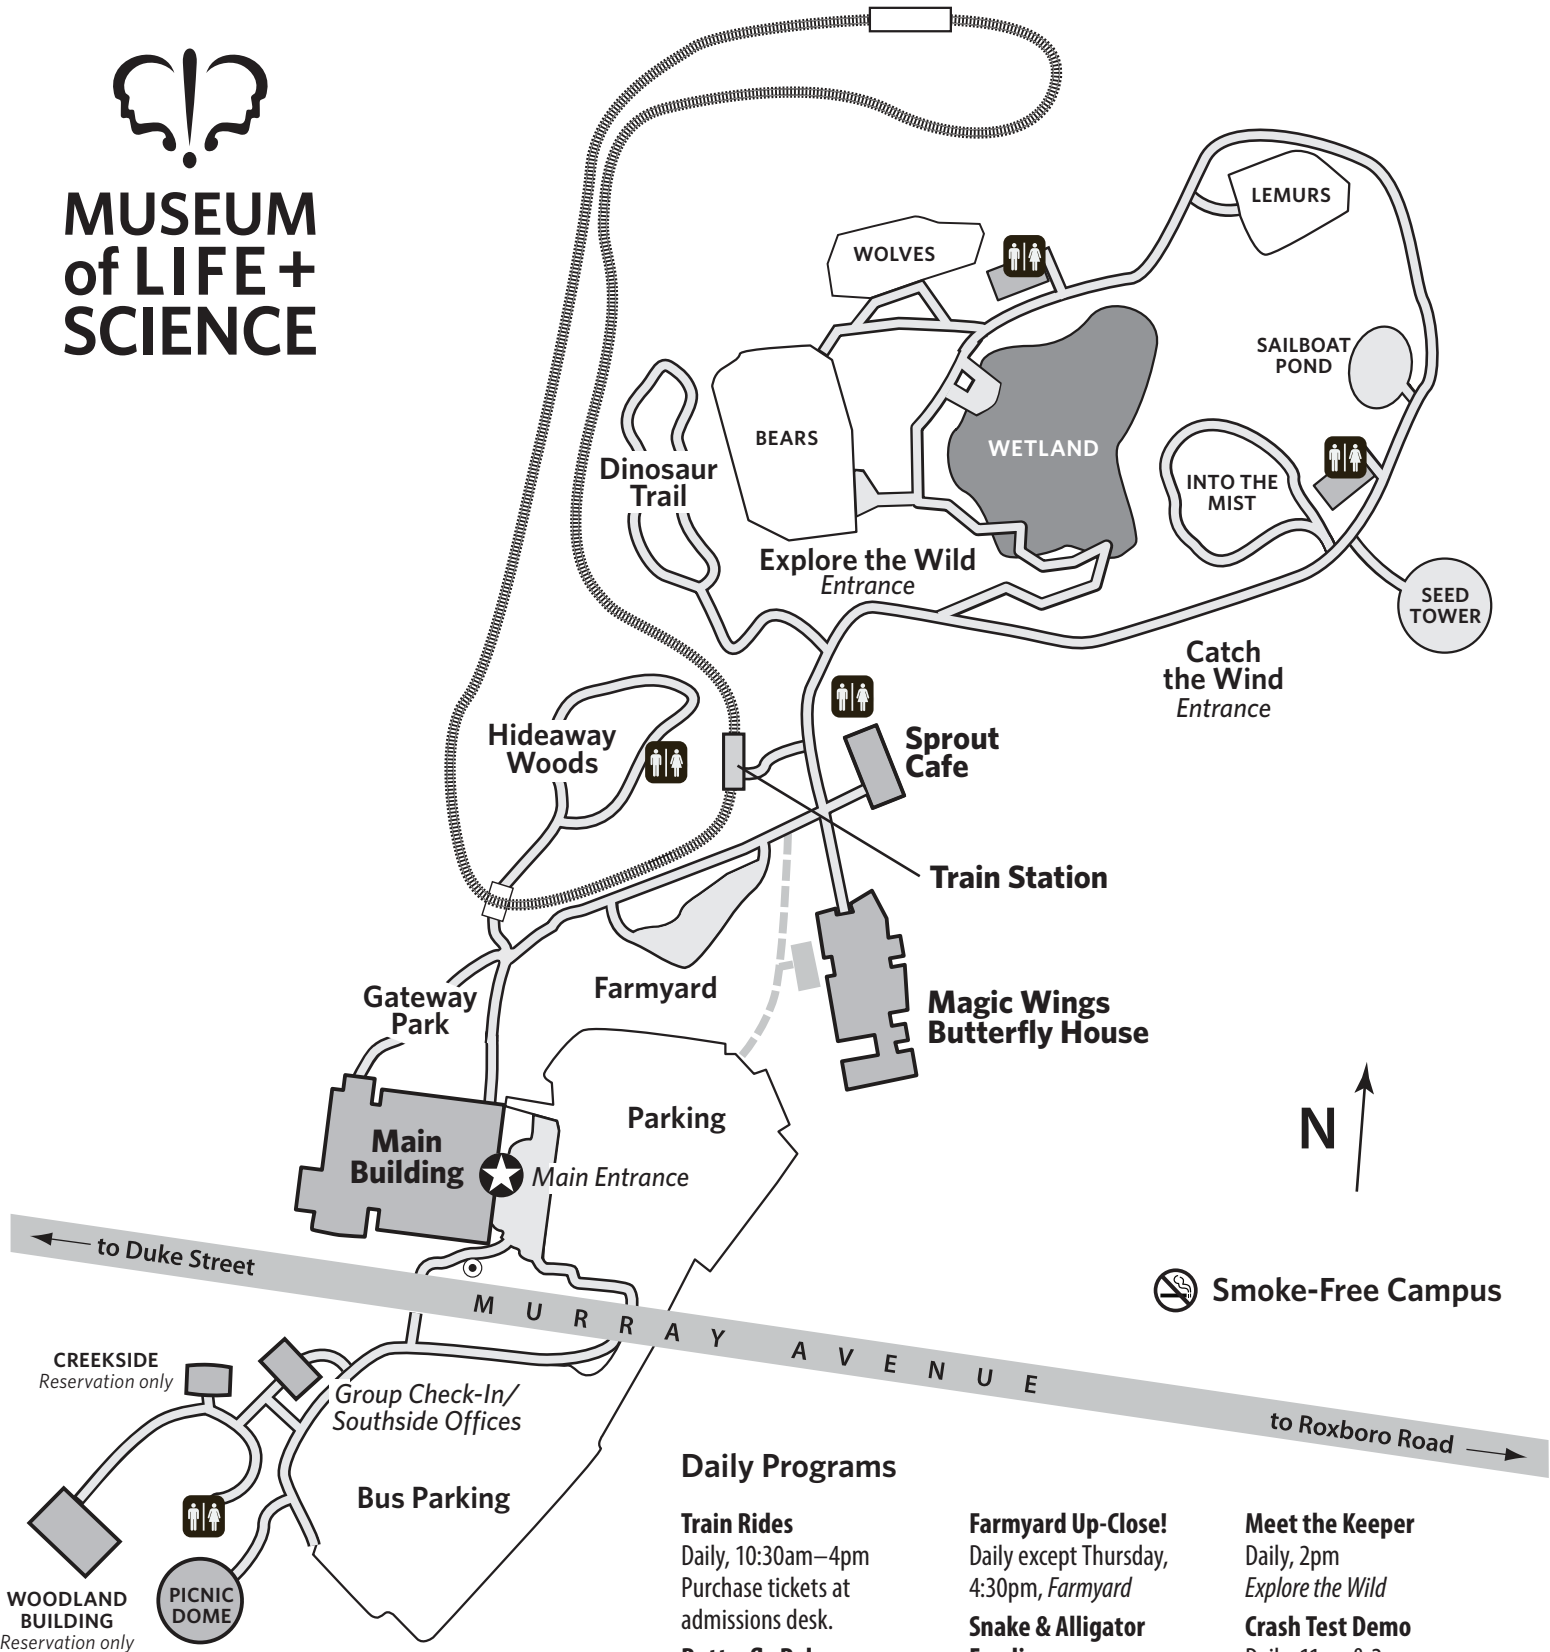 MUSEUM
of LIFE +
SCIENCE
LEMURS
WOLVES
SAILBOAT
POND
BEARS
WETLAND
Dinosaur
Trail
INTO THE
MIST
Explore the Wild
Entrance
SEED
TOWER
Catch
the Wind
Entrance
Hideaway
Woods
Sprout
Cafe
Train Station
Farmyard
Gateway
Park
Magic Wings
Butterfly House
Parking
N
Main
Building
Main Entrance
to Duke Street
MURRAY AVENUE
to Roxboro Road
Smoke-Free Campus
CREEKSIDE
Reservation only
Group Check-In/
Southside Offices
Bus Parking
WOODLAND
BUILDING
Reservation only
PICNIC
DOME
Daily Programs
Train Rides
Daily, 10:30am–4pm
Purchase tickets at
admissions desk.
Farmyard Up-Close!
Daily except Thursday,
4:30pm, Farmyard
Snake & Alligator
Meet the Keeper
Daily, 2pm
Explore the Wild
Crash Test Demo